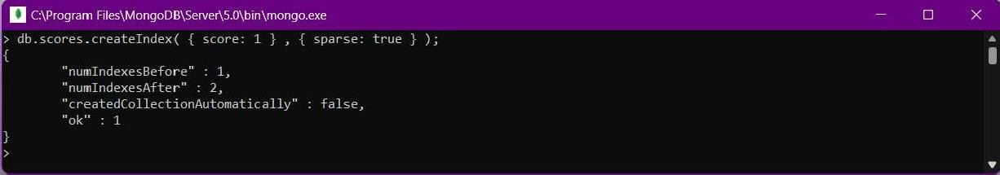 C:\Program Files\MongoDB\Server\5.0\bin\mongo.exe
> db.scores.createIndex( { score: 1 } , { sparse: true } );
{
        "numIndexesBefore" : 1,
        "numIndexesAfter" : 2,
        "createdCollectionAutomatically" : false,
        "ok" : 1
}
>